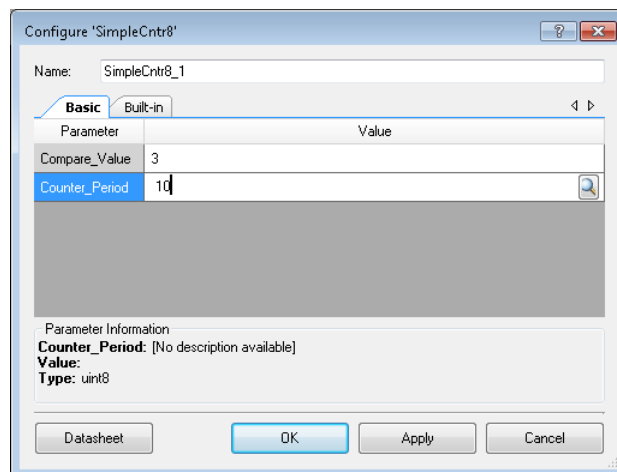 Configure 'SimpleCntr8'
Name: SimpleCntr8_1
Basic Built-in
Parameter Value
Compare_Value 3
Counter_Period 10
Parameter Information
Counter_Period: [No description available]
Value:
Type: uint8
Datasheet OK Apply Cancel